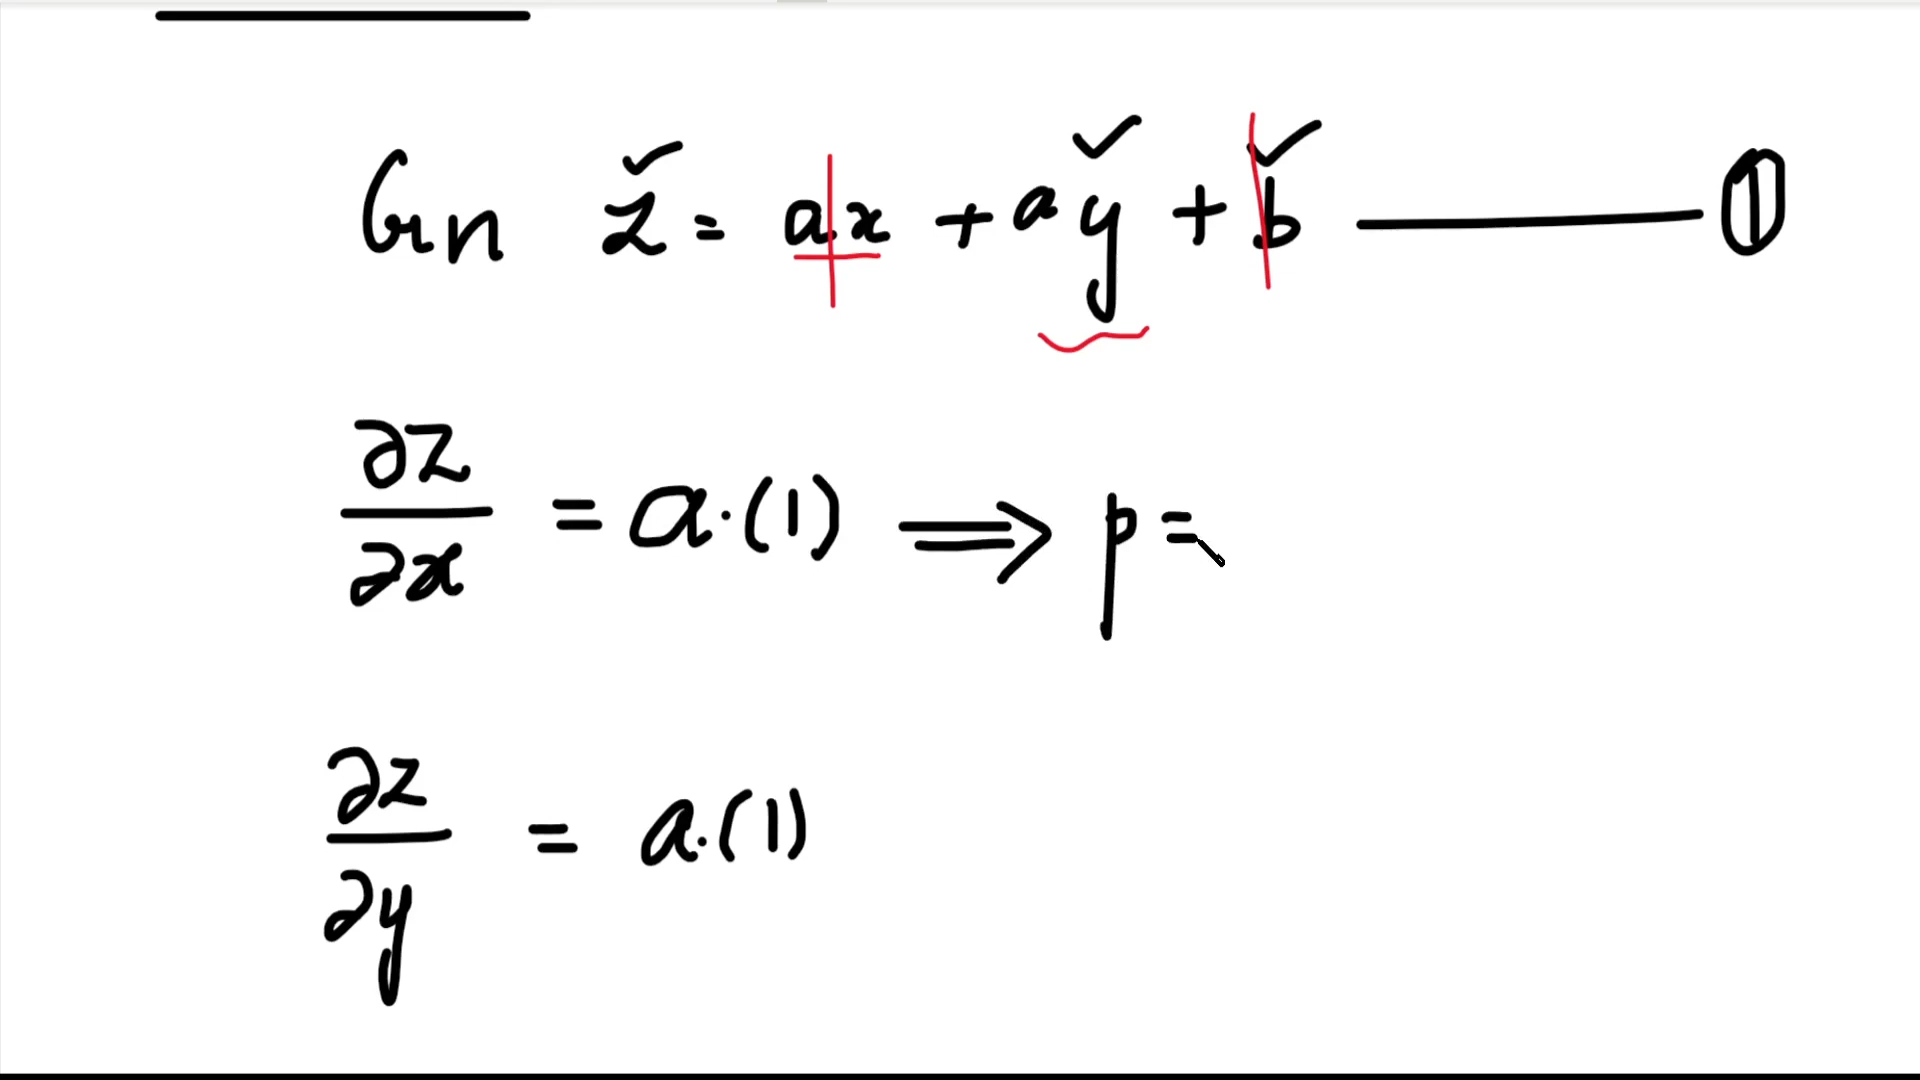 Gn z = ax + ay + b ——— ①
∂z/∂x = a·(1) ⟹ p =
∂z/∂y = a·(1)